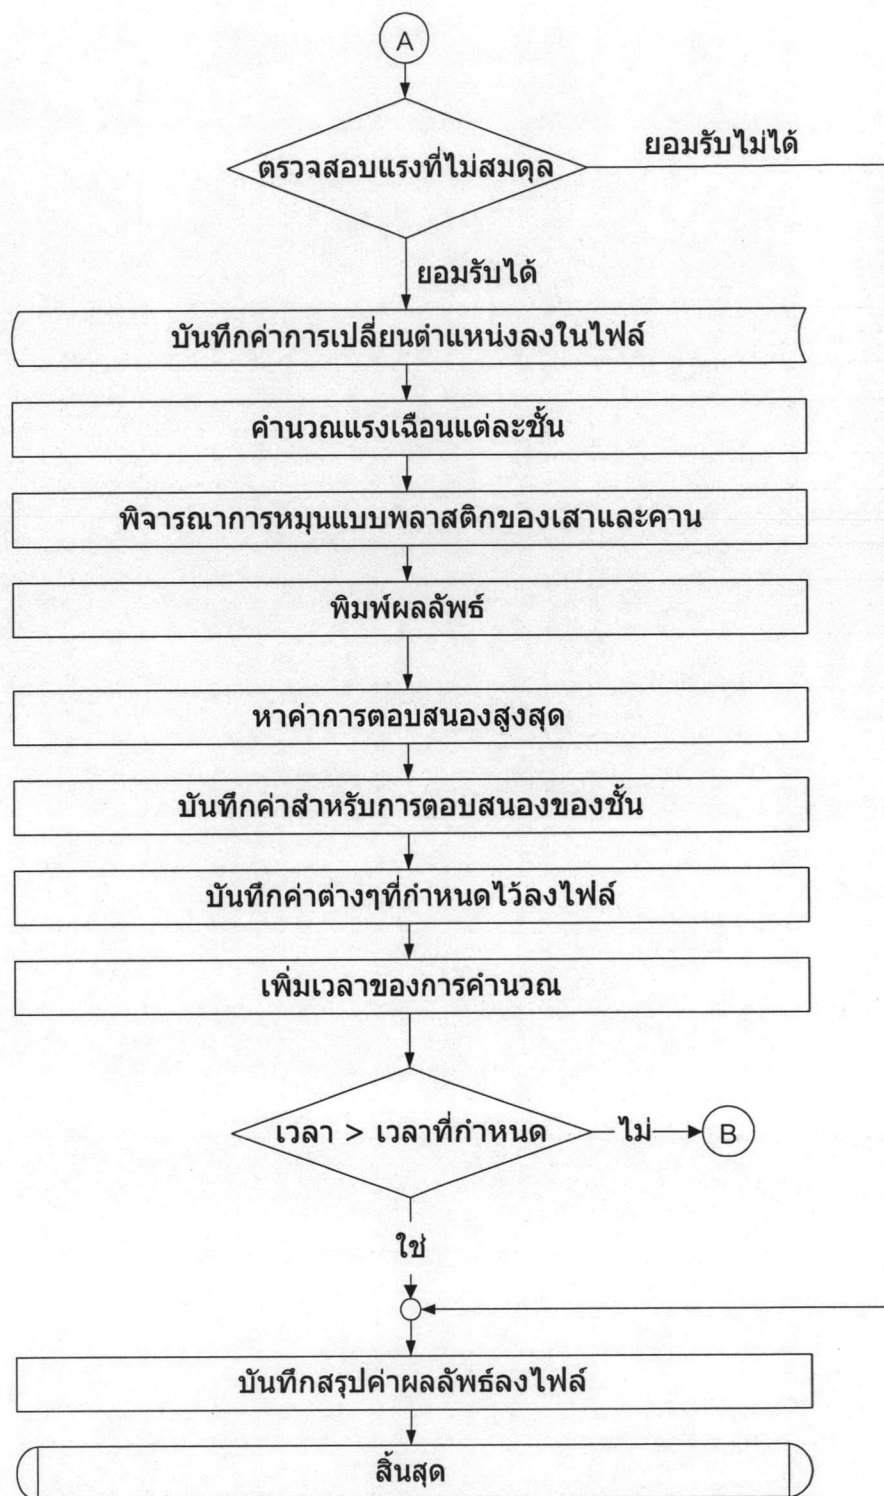 A
ตรวจสอบแรงที่ไม่สมดุล
ยอมรับไม่ได้
ยอมรับได้
บันทึกค่าการเปลี่ยนตำแหน่งลงในไฟล์
คำนวณแรงเฉือนแต่ละชั้น
พิจารณาการหมุนแบบพลาสติกของเสาและคาน
พิมพ์ผลลัพธ์
หาค่าการตอบสนองสูงสุด
บันทึกค่าสำหรับการตอบสนองของชั้น
บันทึกค่าต่างๆที่กำหนดไว้ลงไฟล์
เพิ่มเวลาของการคำนวณ
เวลา > เวลาที่กำหนด
ไม่
B
ใช่
บันทึกสรุปค่าผลลัพธ์ลงไฟล์
สิ้นสุด